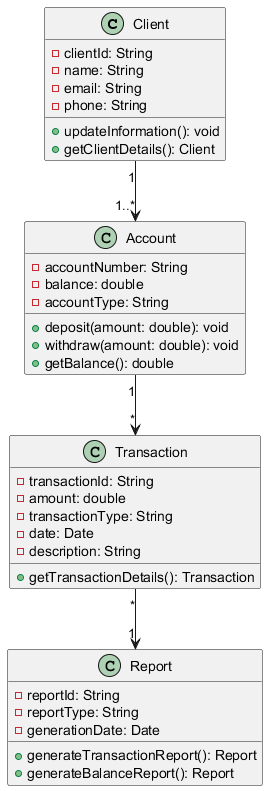 C Client
clientId: String
name: String
email: String
phone: String
updateInformation(): void
getClientDetails(): Client
1
1..*
C Account
accountNumber: String
balance: double
accountType: String
deposit(amount: double): void
withdraw(amount: double): void
getBalance(): double
1
*
C Transaction
transactionId: String
amount: double
transactionType: String
date: Date
description: String
getTransactionDetails(): Transaction
*
1
C Report
reportId: String
reportType: String
generationDate: Date
generateTransactionReport(): Report
generateBalanceReport(): Report